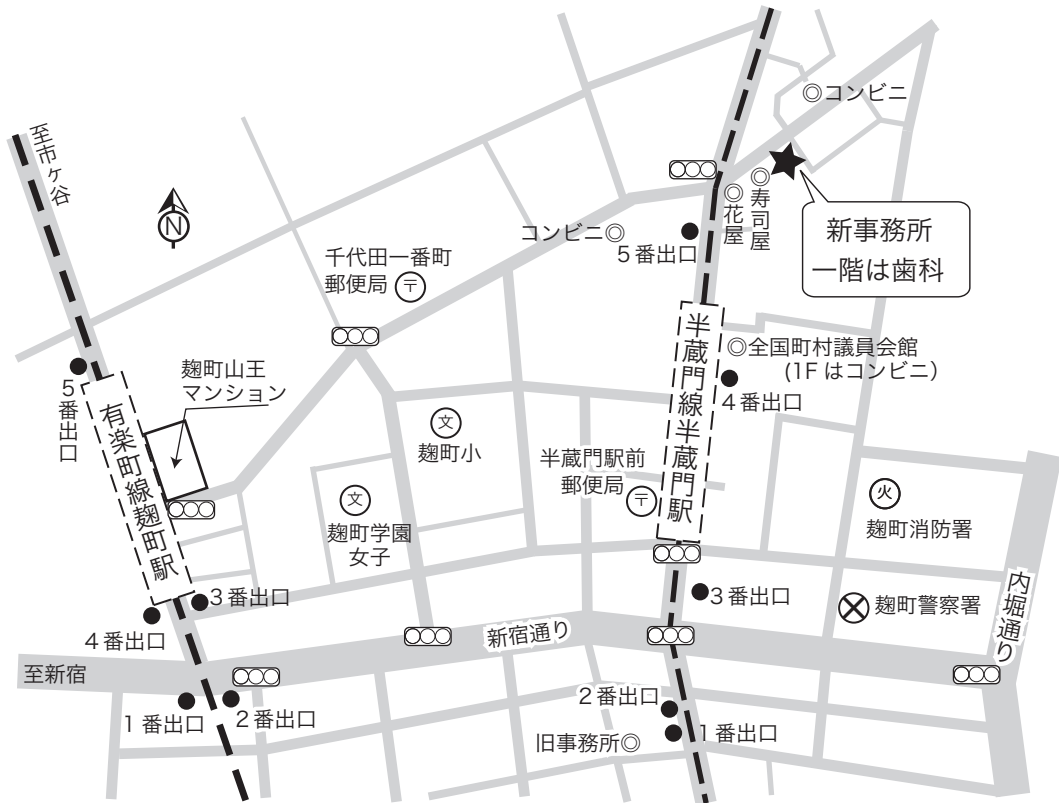 ◎コンビニ
至市ヶ谷
◎寿司屋
◎花屋
N
コンビニ◎
5番出口
新事務所
一階は歯科
千代田一番町
郵便局 〒
麹町山王
マンション
5番出口
半蔵門線半蔵門駅
◎全国町村議員会館
(1Fはコンビニ)
4番出口
有楽町線麹町駅
文
麹町小
半蔵門駅前
郵便局 〒
文
麹町学園
女子
火
麹町消防署
3番出口
4番出口
3番出口
麹町警察署
内堀通り
新宿通り
至新宿
1番出口
2番出口
2番出口
1番出口
旧事務所◎